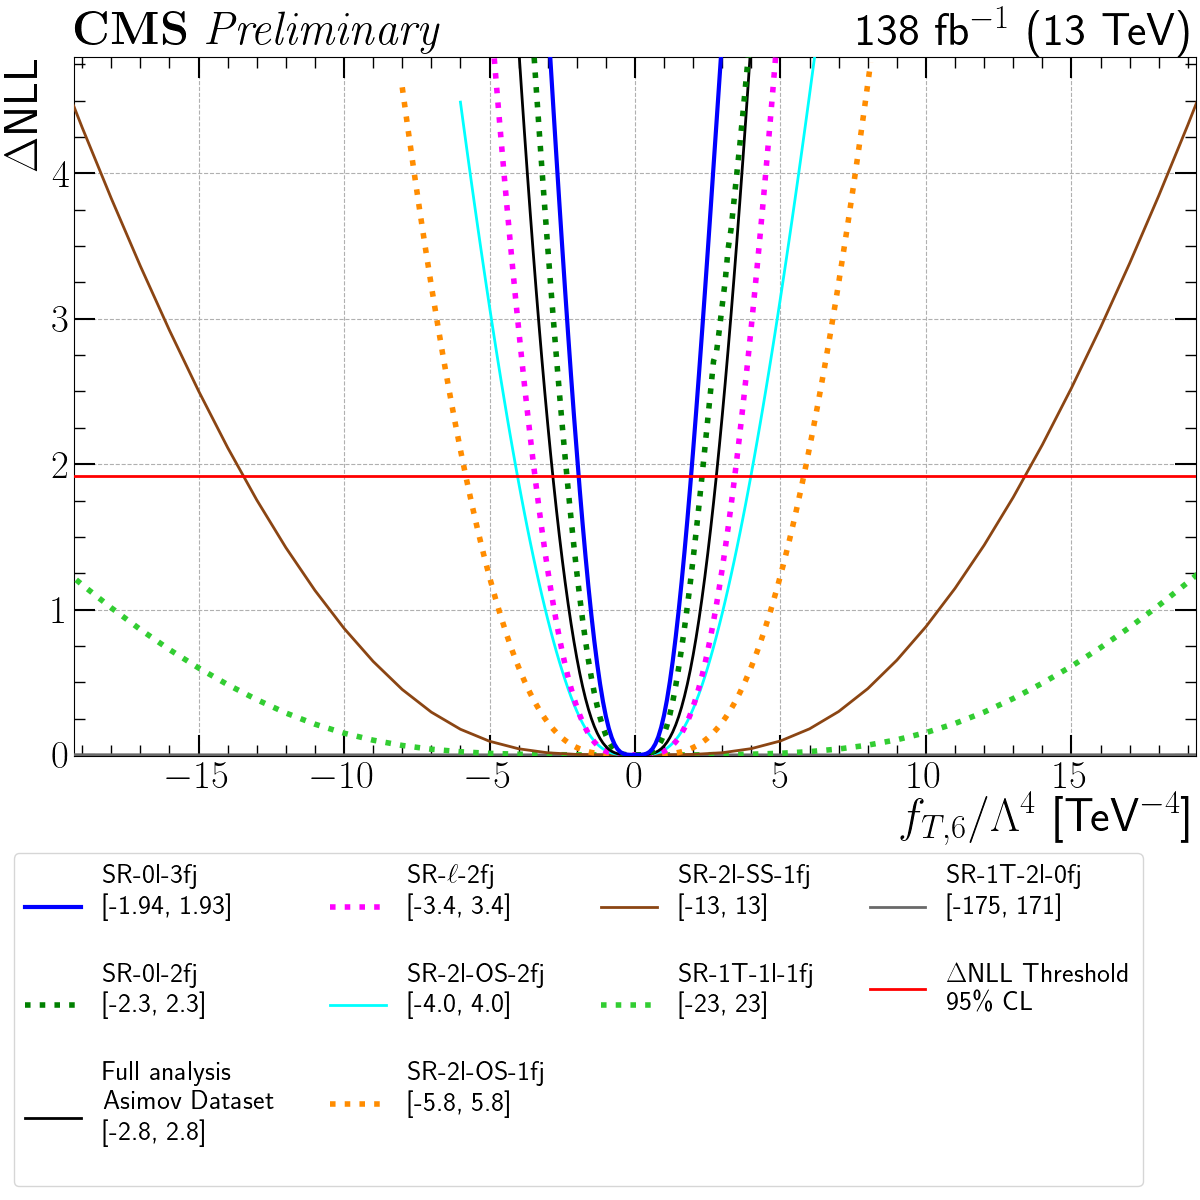 CMS Preliminary 138 fb⁻¹ (13 TeV)
ΔNLL
4
3
2
1
0
−15 −10 −5 0 5 10 15
f_{T,6}/Λ⁴ [TeV⁻⁴]
SR-0l-3fj
[-1.94, 1.93]
SR-0l-2fj
[-2.3, 2.3]
Full analysis
Asimov Dataset
[-2.8, 2.8]
SR-ℓ-2fj
[-3.4, 3.4]
SR-2l-OS-2fj
[-4.0, 4.0]
SR-2l-OS-1fj
[-5.8, 5.8]
SR-2l-SS-1fj
[-13, 13]
SR-1T-1l-1fj
[-23, 23]
SR-1T-2l-0fj
[-175, 171]
ΔNLL Threshold
95% CL